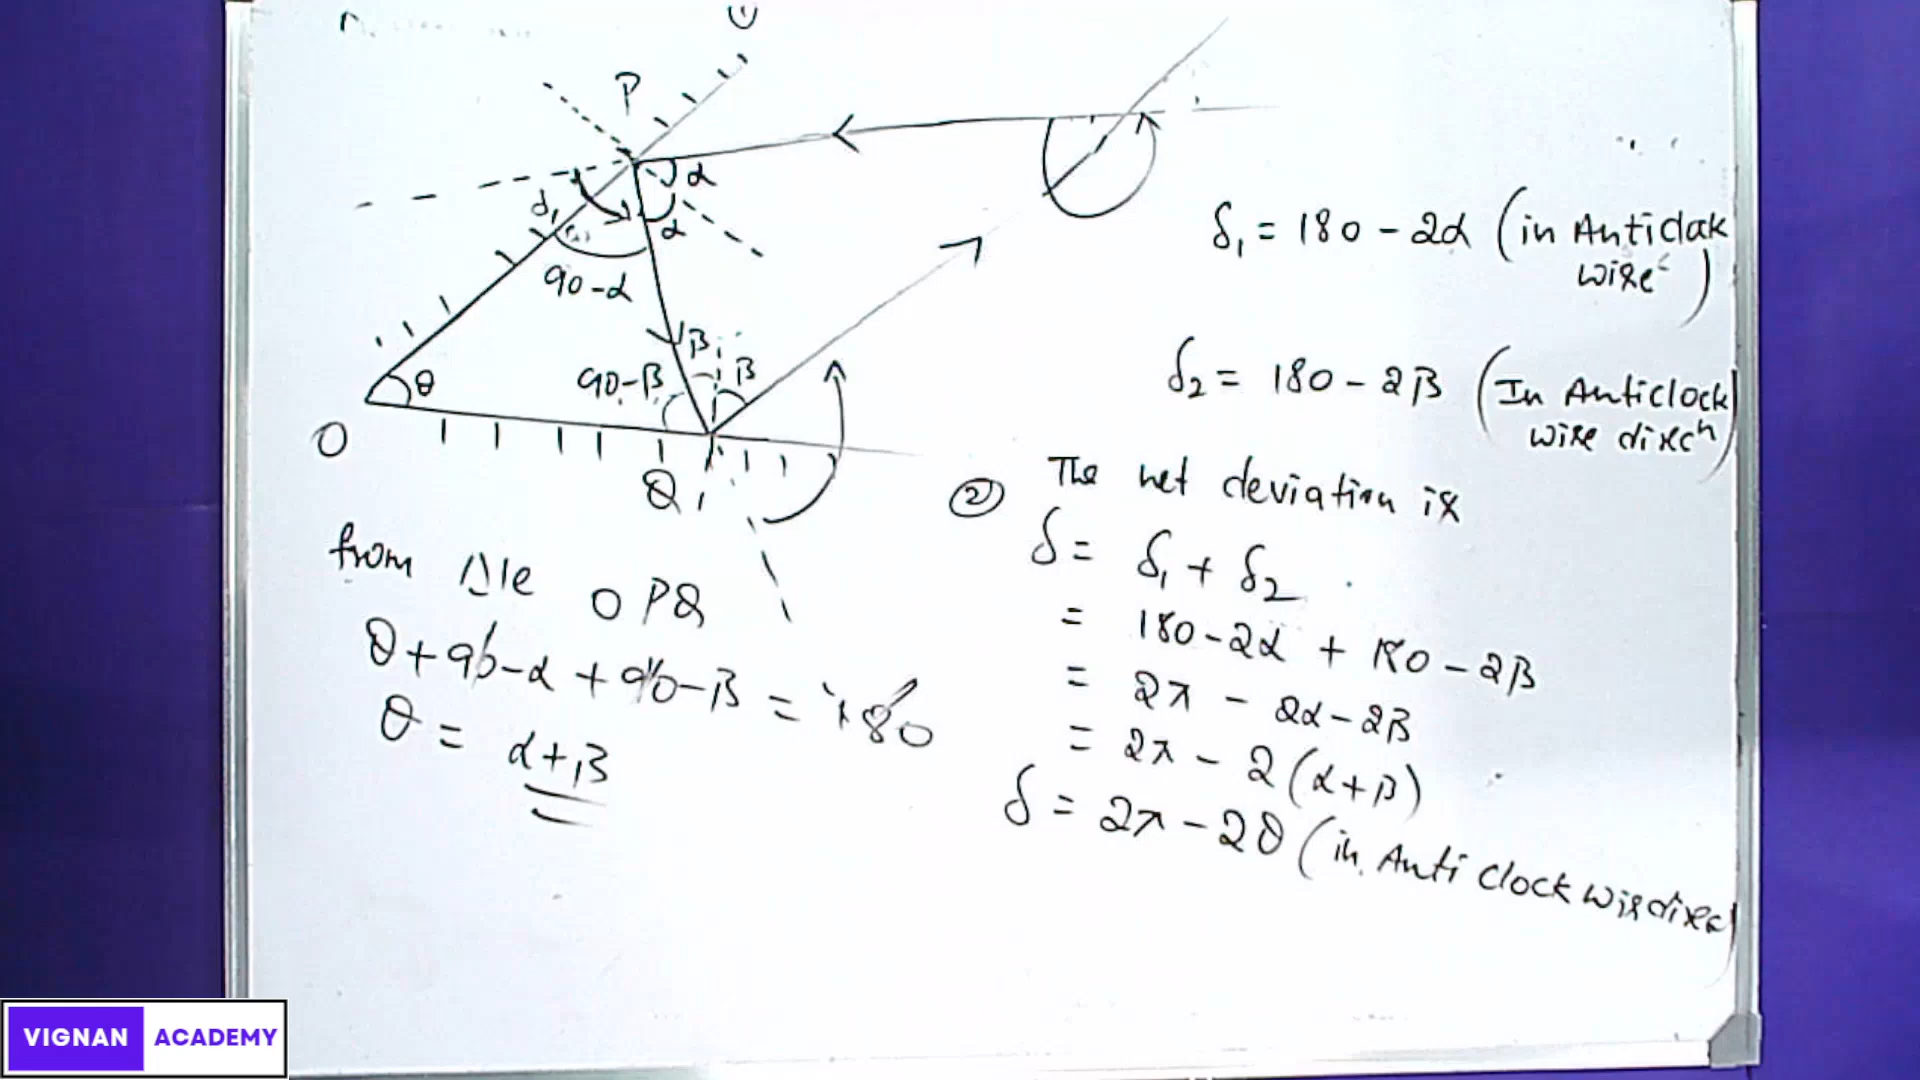 P
α
δ₁
α
90-α
β
β
90-β
θ
O
Q
δ₁ = 180 - 2α (in Anticlak
wise)
δ₂ = 180 - 2β (In Anticlock
wise direcⁿ)
② The net deviation is
δ = δ₁ + δ₂
= 180-2α + 180-2β
= 2π - 2α-2β
= 2π - 2(α+β)
δ = 2π - 2θ (in Anti clock wise direc)
from Δle OPQ
θ + 90-α + 90-β = 180
θ = α+β
VIGNAN ACADEMY